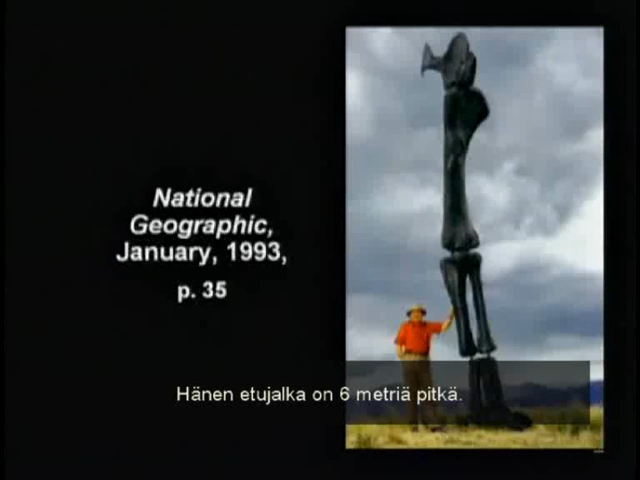 National
Geographic,
January, 1993,
p. 35
Hänen etujalka on 6 metriä pitkä.